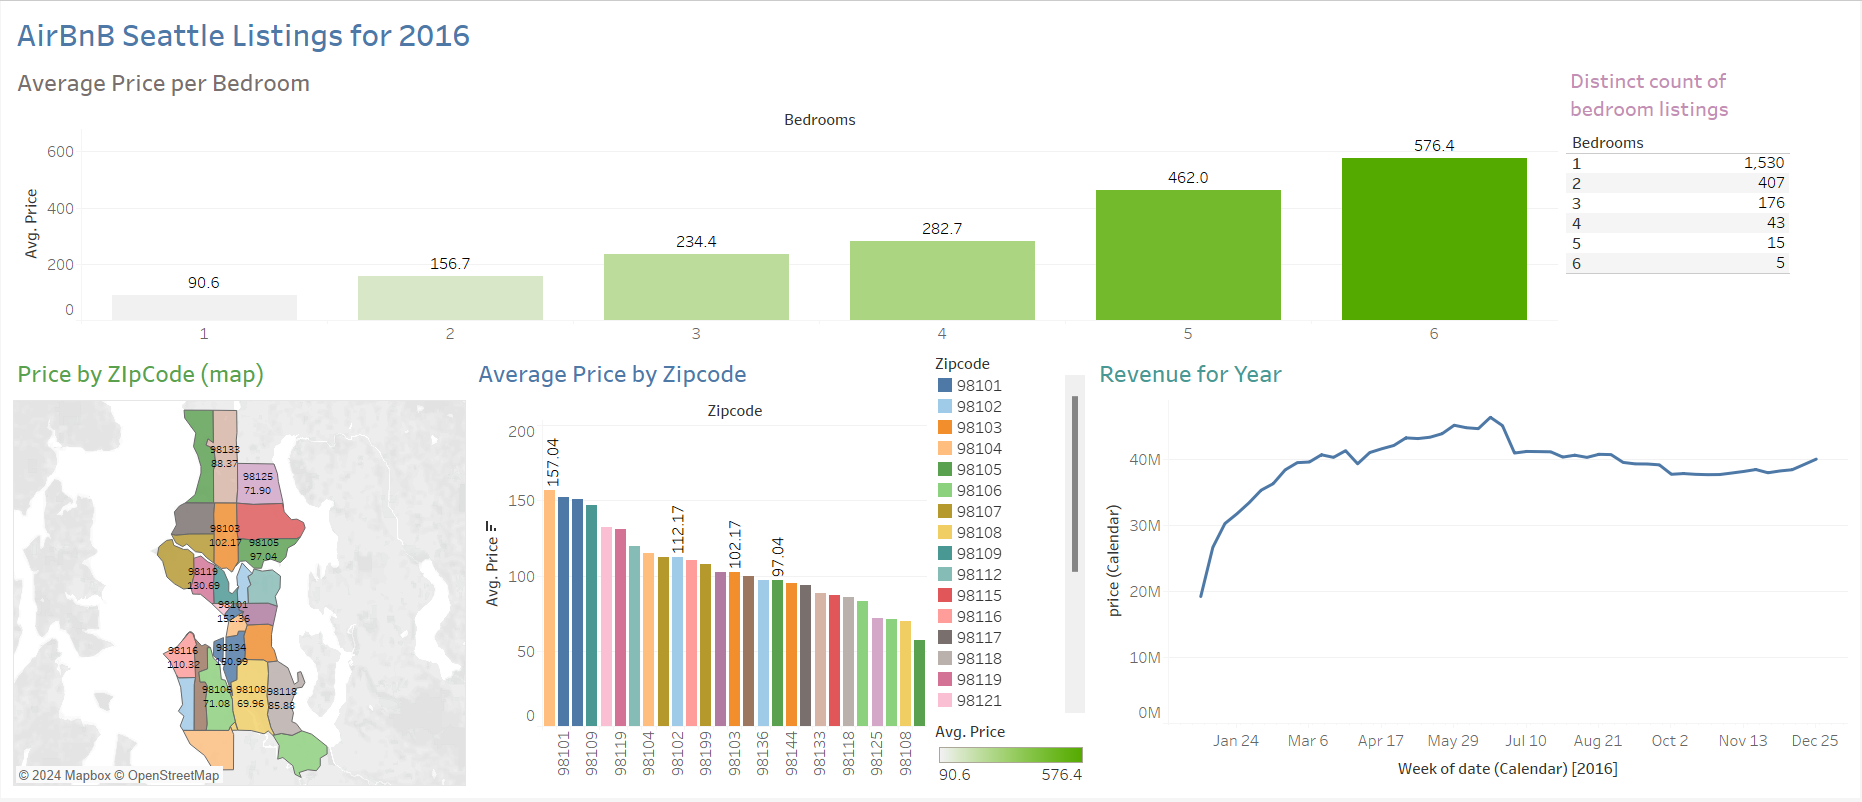 AirBnB Seattle Listings for 2016
Average Price per Bedroom
Bedrooms
Avg. Price
600
400
200
0
90.6
156.7
234.4
282.7
462.0
576.4
1 2 3 4 5 6
Distinct count of
bedroom listings
Bedrooms
1 1,530
2 407
3 176
4 43
5 15
6 5
Price by ZIpCode (map)
98133
88.37
98125
71.90
98103
102.17
98105
97.04
98119
130.69
98101
152.36
98134
150.99
98116
110.32
98106
71.08
98108
69.96
98118
85.88
© 2024 Mapbox © OpenStreetMap
Average Price by Zipcode
Zipcode
Avg. Price
200
150
100
50
0
157.04
112.17
102.17
97.04
98101 98109 98119 98104 98102 98199 98103 98136 98144 98133 98118 98125 98108
Zipcode
98101
98102
98103
98104
98105
98106
98107
98108
98109
98112
98115
98116
98117
98118
98119
98121
Avg. Price
90.6 576.4
Revenue for Year
price (Calendar)
40M
30M
20M
10M
0M
Jan 24 Mar 6 Apr 17 May 29 Jul 10 Aug 21 Oct 2 Nov 13 Dec 25
Week of date (Calendar) [2016]